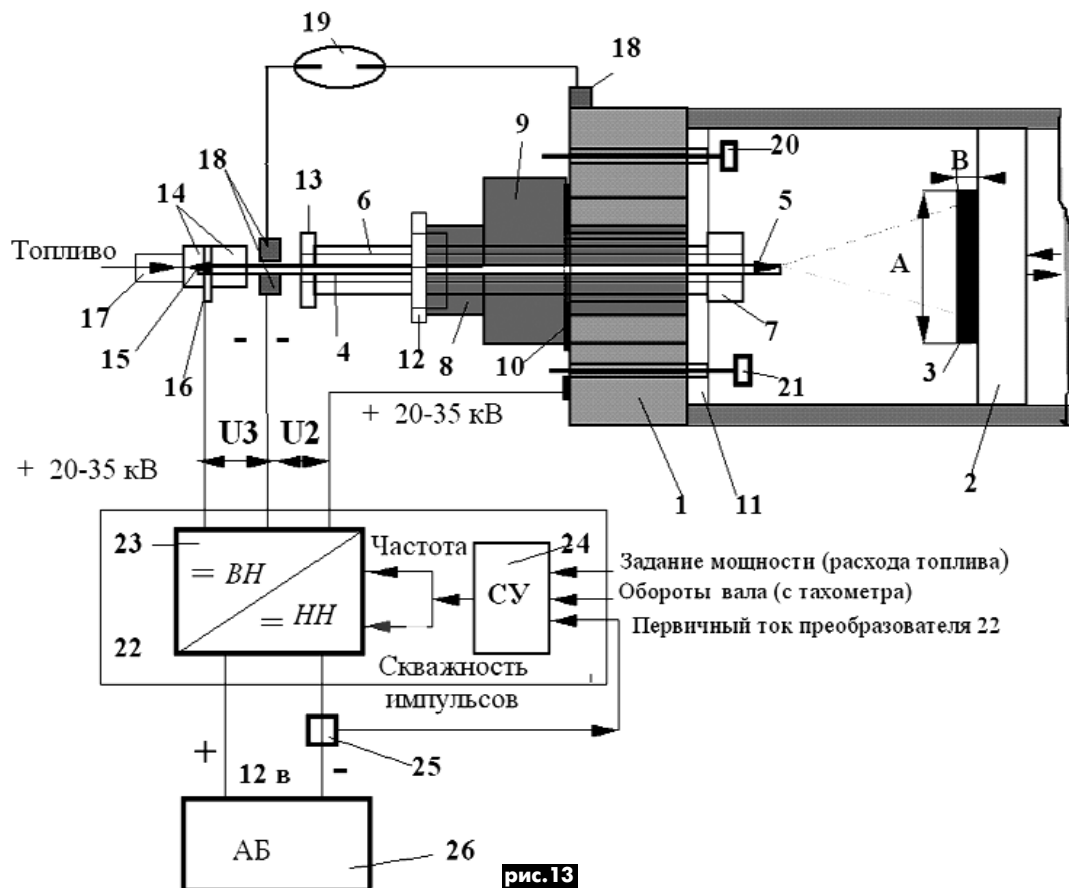 19
18
9
20
B
18
13
14
6
5
Топливо
A
17
15
16
-
-
4
12
8
10
7
3
21
+ 20-35 кВ
U3
U2
+ 20-35 кВ
1
11
2
23
Частота
24
= ВН
СУ
Задание мощности (расхода топлива)
Обороты вала (с тахометра)
= НН
Первичный ток преобразователя 22
22
Скважность
импульсов
+
12 в
-
25
АБ
26
рис.13